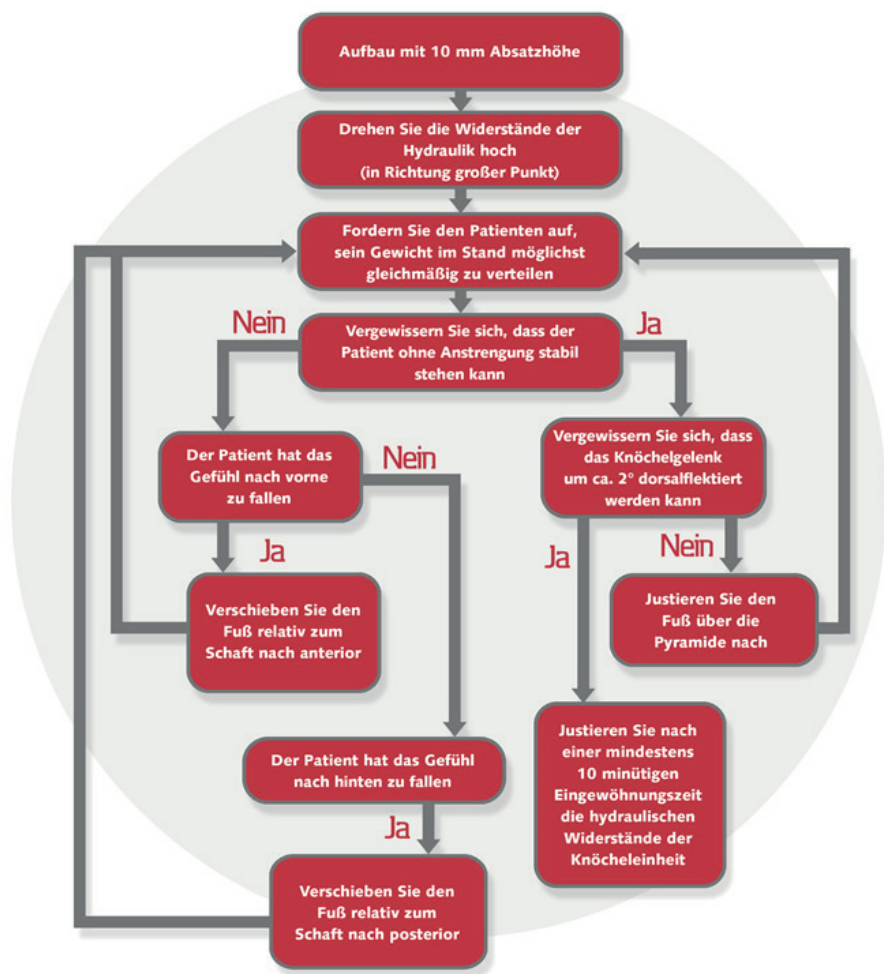 Aufbau mit 10 mm Absatzhöhe
Drehen Sie die Widerstände der
Hydraulik hoch
(in Richtung großer Punkt)
Fordern Sie den Patienten auf,
sein Gewicht im Stand möglichst
gleichmäßig zu verteilen
Nein
Vergewissern Sie sich, dass der
Patient ohne Anstrengung stabil
stehen kann
Ja
Der Patient hat das
Gefühl nach vorne
zu fallen
Nein
Vergewissern Sie sich, dass
das Knöchelgelenk
um ca. 2° dorsalflektiert
werden kann
Ja
Verschieben Sie den
Fuß relativ zum
Schaft nach anterior
Ja
Nein
Justieren Sie den
Fuß über die
Pyramide nach
Der Patient hat das Gefühl
nach hinten zu fallen
Ja
Verschieben Sie den
Fuß relativ zum
Schaft nach posterior
Justieren Sie nach
einer mindestens
10 minütigen
Eingewöhnungszeit
die hydraulischen
Widerstände der
Knöcheleinheit